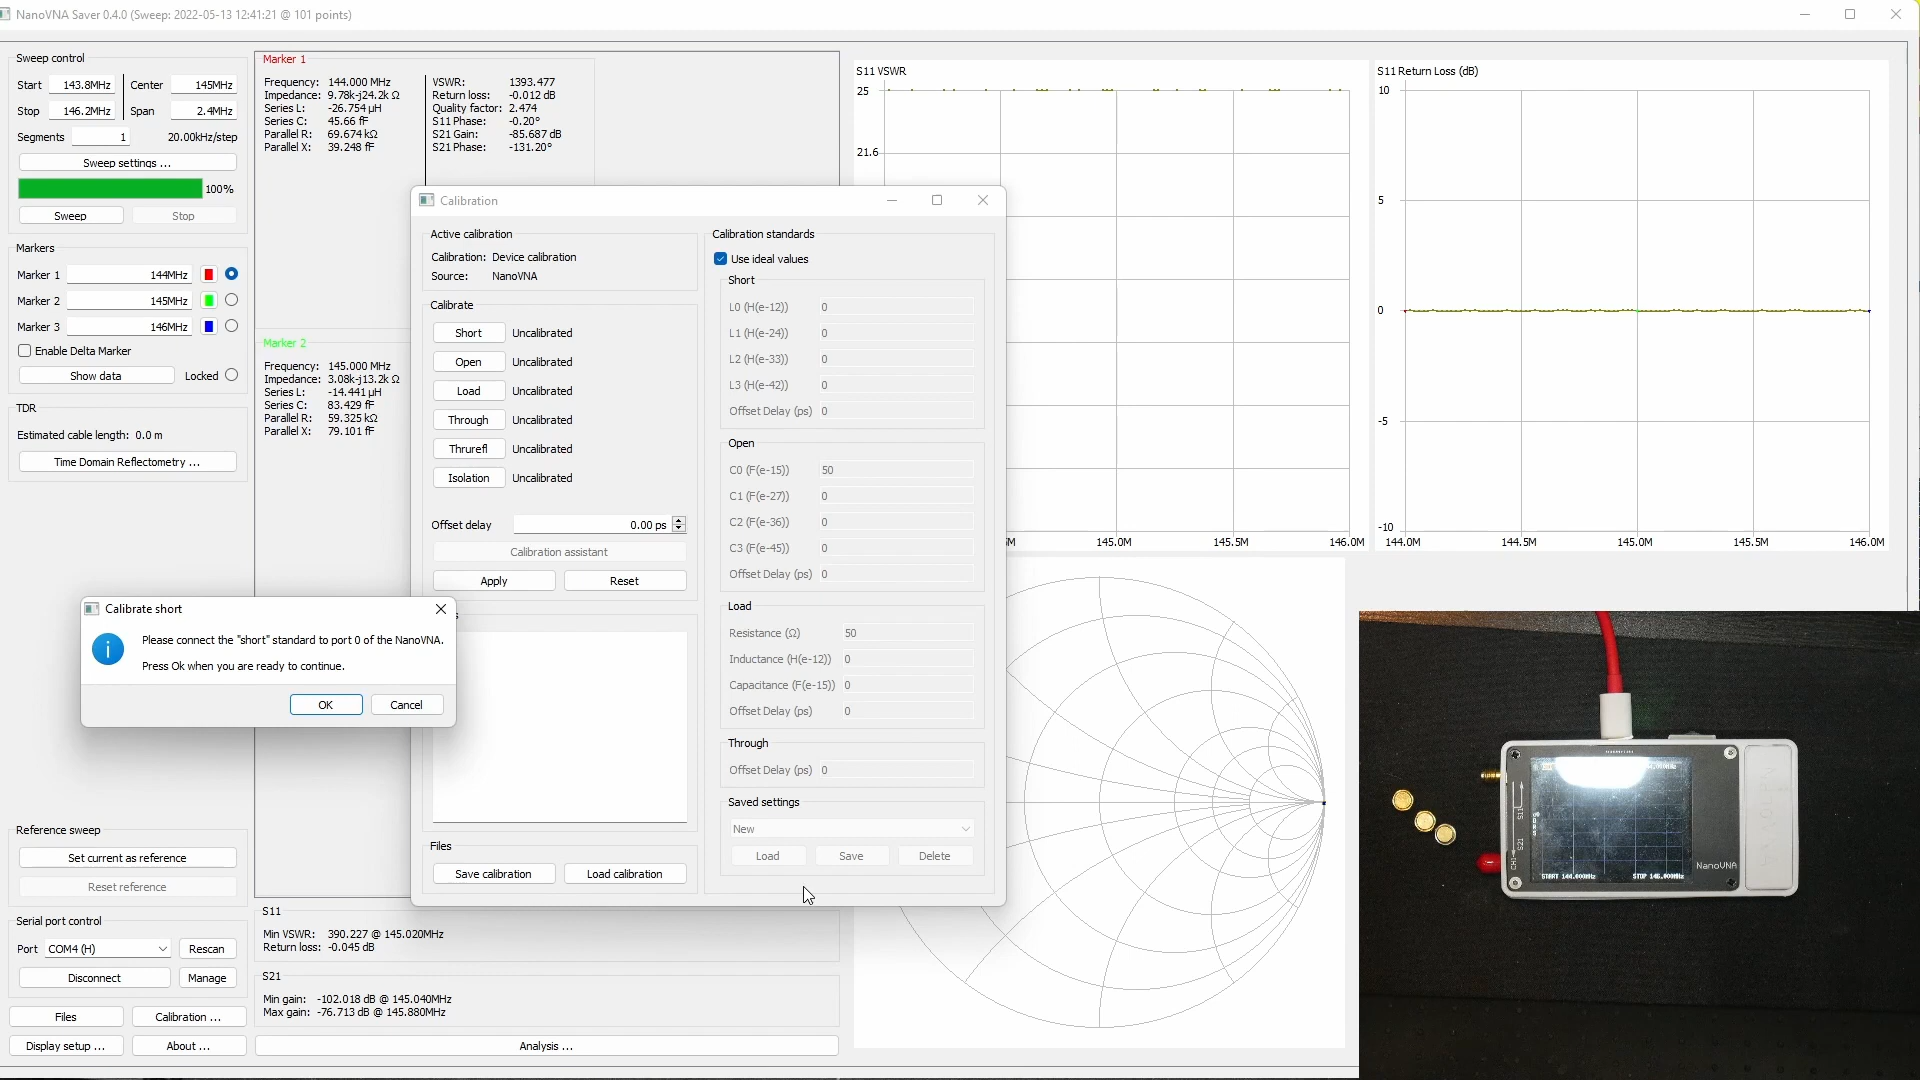 NanoVNA Saver 0.4.0 (Sweep: 2022-05-13 12:41:21 @ 101 points)
Sweep control
Start 143.8MHz Center 145MHz
Stop 146.2MHz Span 2.4MHz
Segments 1 20.00kHz/step
Sweep settings ...
100%
Sweep Stop
Markers
Marker 1 144MHz
Marker 2 145MHz
Marker 3 146MHz
Enable Delta Marker
Show data Locked
TDR
Estimated cable length: 0.0 m
Time Domain Reflectometry ...
Reference sweep
Set current as reference
Reset reference
Serial port control
Port COM4 (H) Rescan
Disconnect Manage
Files Calibration ...
Display setup ... About ...
Marker 1
Frequency: 144.000 MHz
Impedance: 9.78k-j24.2k Ω
Series L: -26.754 µH
Series C: 45.66 fF
Parallel R: 69.674 kΩ
Parallel X: 39.248 fF
VSWR: 1393.477
Return loss: -0.012 dB
Quality factor: 2.474
S11 Phase: -0.20°
S21 Gain: -85.687 dB
S21 Phase: -131.20°
Marker 2
Frequency: 145.000 MHz
Impedance: 3.08k-j13.2k Ω
Series L: -14.441 µH
Series C: 83.429 fF
Parallel R: 59.325 kΩ
Parallel X: 79.101 fF
S11
Min VSWR: 390.227 @ 145.020MHz
Return loss: -0.045 dB
S21
Min gain: -102.018 dB @ 145.040MHz
Max gain: -76.713 dB @ 145.880MHz
Analysis ...
Calibration
Active calibration
Calibration: Device calibration
Source: NanoVNA
Calibrate
Short Uncalibrated
Open Uncalibrated
Load Uncalibrated
Through Uncalibrated
Thrurefl Uncalibrated
Isolation Uncalibrated
Offset delay 0.00 ps
Calibration assistant
Apply Reset
Files
Save calibration Load calibration
Calibration standards
Use ideal values
Short
L0 (H(e-12)) 0
L1 (H(e-24)) 0
L2 (H(e-33)) 0
L3 (H(e-42)) 0
Offset Delay (ps) 0
Open
C0 (F(e-15)) 50
C1 (F(e-27)) 0
C2 (F(e-36)) 0
C3 (F(e-45)) 0
Offset Delay (ps) 0
Load
Resistance (Ω) 50
Inductance (H(e-12)) 0
Capacitance (F(e-15)) 0
Offset Delay (ps) 0
Through
Offset Delay (ps) 0
Saved settings
New
Load Save Delete
Calibrate short
Please connect the "short" standard to port 0 of the NanoVNA.
Press Ok when you are ready to continue.
OK Cancel
S11 VSWR
25
21.6
145.0M 145.5M 146.0M
S11 Return Loss (dB)
10
5
0
-5
-10
144.0M 144.5M 145.0M 145.5M 146.0M
S11
S21
CH1
START 144.000MHz STOP 146.000MHz
NanoVNA